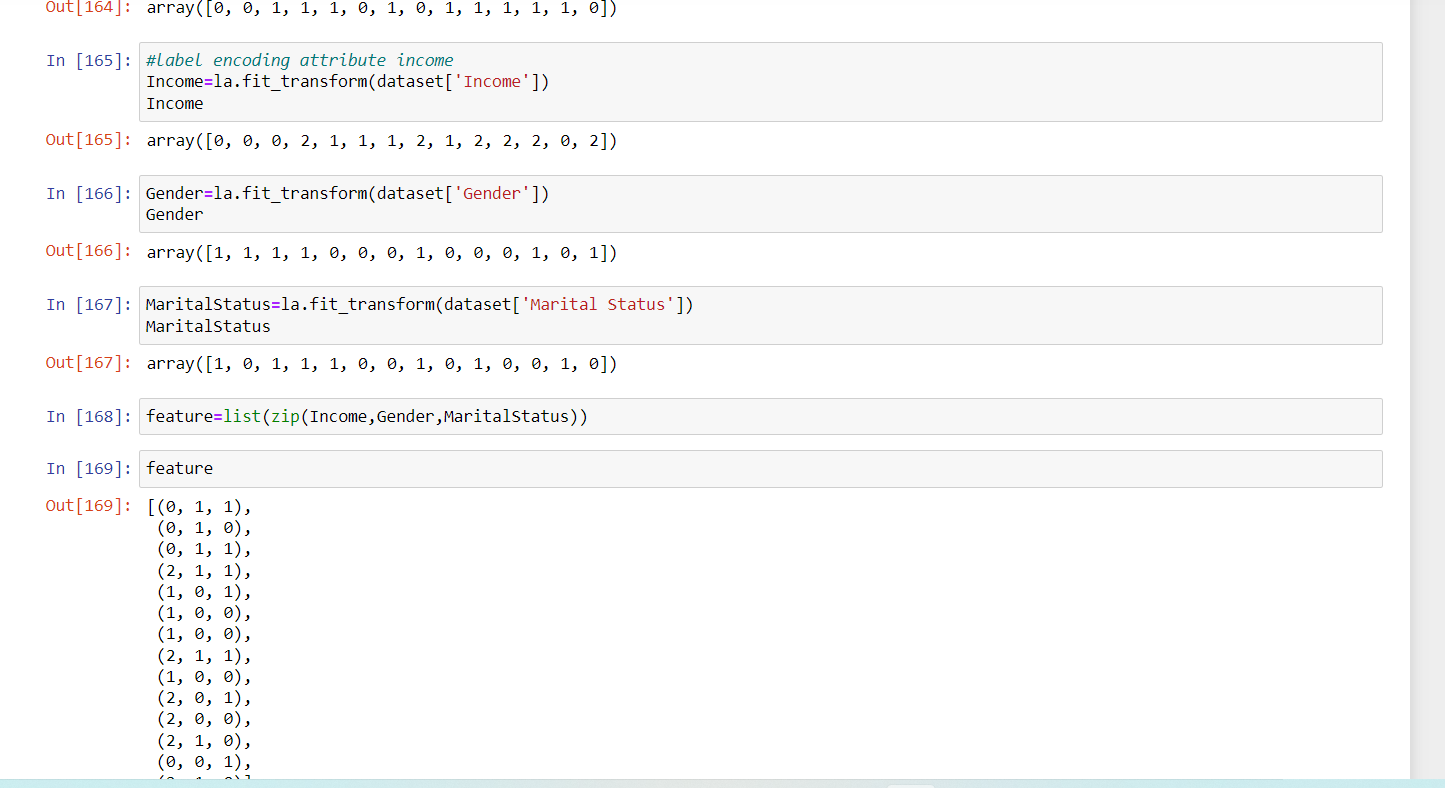 Out[164]: array([0, 0, 1, 1, 1, 0, 1, 0, 1, 1, 1, 1, 1, 0])
In [165]: #label encoding attribute income
Income=la.fit_transform(dataset['Income'])
Income
Out[165]: array([0, 0, 0, 2, 1, 1, 1, 2, 1, 2, 2, 2, 0, 2])
In [166]: Gender=la.fit_transform(dataset['Gender'])
Gender
Out[166]: array([1, 1, 1, 1, 0, 0, 0, 1, 0, 0, 0, 1, 0, 1])
In [167]: MaritalStatus=la.fit_transform(dataset['Marital Status'])
MaritalStatus
Out[167]: array([1, 0, 1, 1, 1, 0, 0, 1, 0, 1, 0, 0, 1, 0])
In [168]: feature=list(zip(Income,Gender,MaritalStatus))
In [169]: feature
Out[169]: [(0, 1, 1),
(0, 1, 0),
(0, 1, 1),
(2, 1, 1),
(1, 0, 1),
(1, 0, 0),
(1, 0, 0),
(2, 1, 1),
(1, 0, 0),
(2, 0, 1),
(2, 0, 0),
(2, 1, 0),
(0, 0, 1),